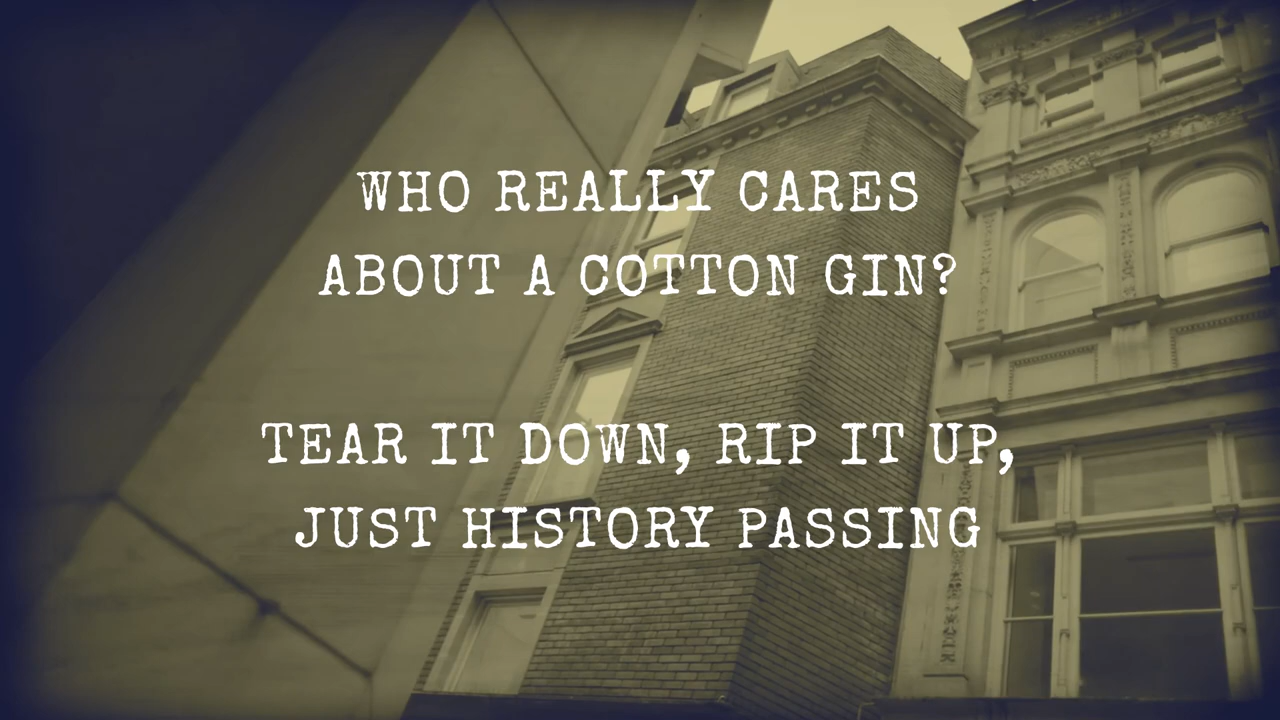 WHO REALLY CARES
ABOUT A COTTON GIN?
TEAR IT DOWN, RIP IT UP,
JUST HISTORY PASSING